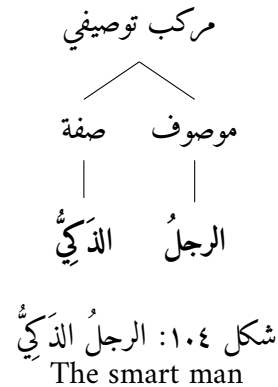 مركب توصيفي
موصوف صفة
الرجلُ الذَكِيُّ
شكل ١٠٤: الرجلُ الذَكِيُّ
The smart man